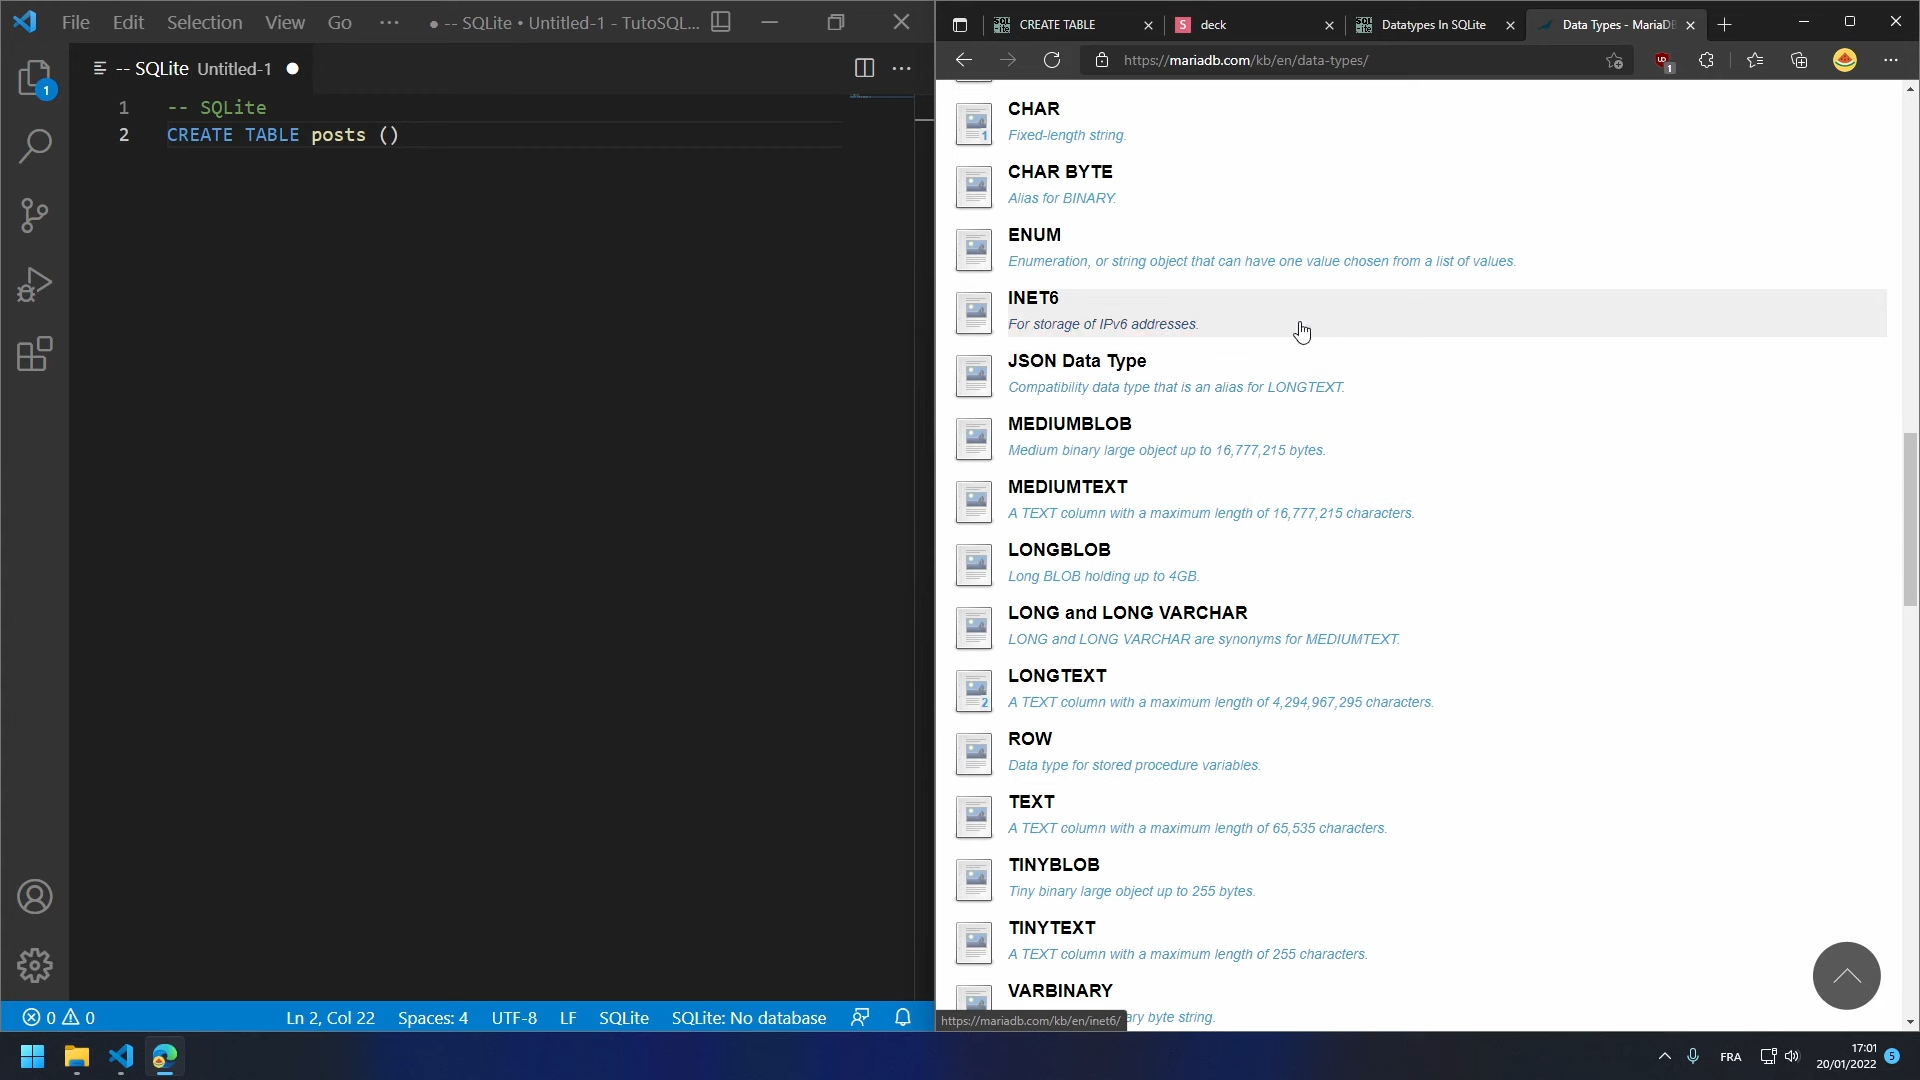 File Edit Selection View Go ··· ● -- SQLite • Untitled-1 - TutoSQL...
-- SQLite Untitled-1 ●
1 -- SQLite
2 CREATE TABLE posts ()
1
⊗ 0 ⚠ 0 Ln 2, Col 22 Spaces: 4 UTF-8 LF SQLite SQLite: No database
CREATE TABLE
S deck
Datatypes In SQLite
Data Types - MariaDB
https://mariadb.com/kb/en/data-types/
1
CHAR
1
Fixed-length string.
CHAR BYTE
Alias for BINARY.
ENUM
Enumeration, or string object that can have one value chosen from a list of values.
INET6
For storage of IPv6 addresses.
JSON Data Type
Compatibility data type that is an alias for LONGTEXT.
MEDIUMBLOB
Medium binary large object up to 16,777,215 bytes.
MEDIUMTEXT
A TEXT column with a maximum length of 16,777,215 characters.
LONGBLOB
Long BLOB holding up to 4GB.
LONG and LONG VARCHAR
LONG and LONG VARCHAR are synonyms for MEDIUMTEXT.
LONGTEXT
2
A TEXT column with a maximum length of 4,294,967,295 characters.
ROW
Data type for stored procedure variables.
TEXT
A TEXT column with a maximum length of 65,535 characters.
TINYBLOB
Tiny binary large object up to 255 bytes.
TINYTEXT
A TEXT column with a maximum length of 255 characters.
VARBINARY
ary byte string.
https://mariadb.com/kb/en/inet6/
FRA
17:01
20/01/2022
5